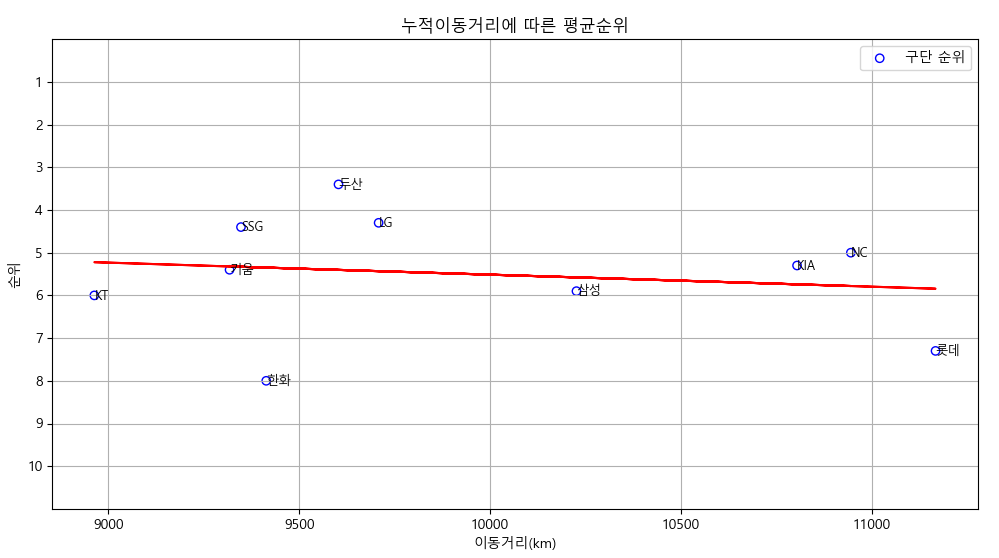 누적이동거리에 따른 평균순위
구단 순위
1
2
3
4
5
6
7
8
9
10
순위
두산
LG
SSG
NC
KIA
키움
삼성
KT
롯데
한화
9000
9500
10000
10500
11000
이동거리(km)